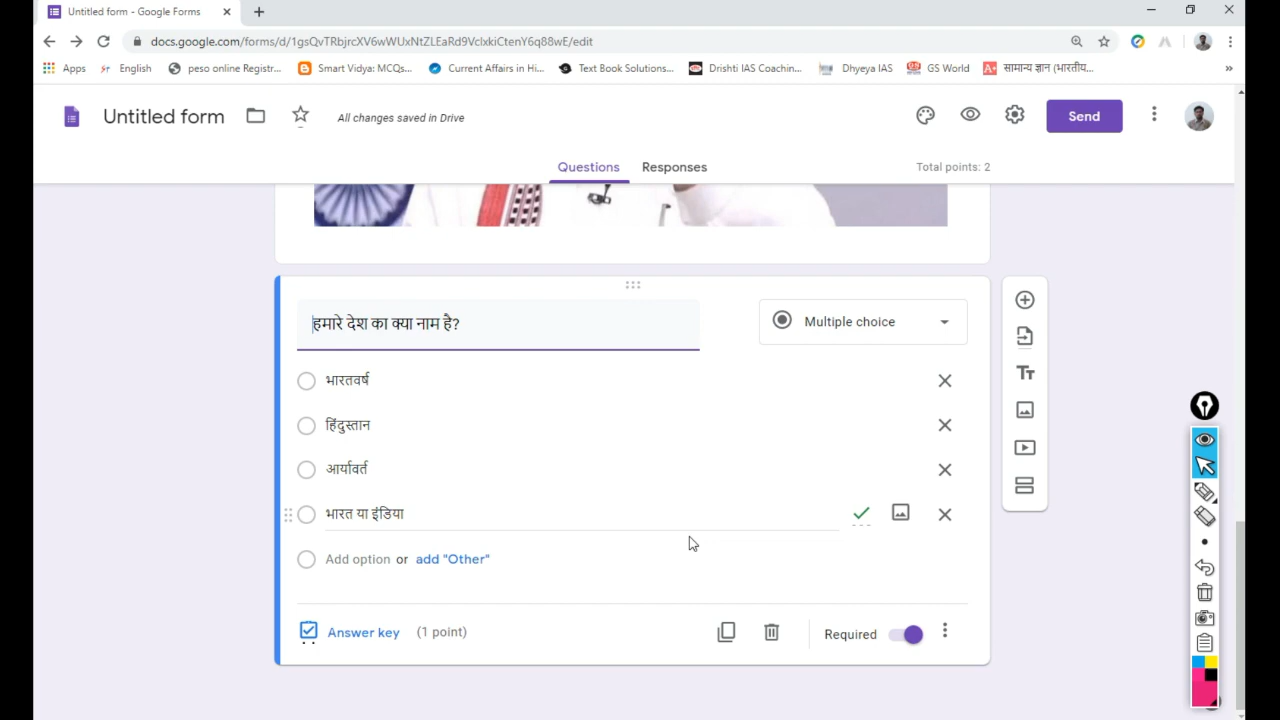 Untitled form - Google Forms
docs.google.com/forms/d/1gsQvTRbjrcXV6wWUxNtZLEaRd9VclxkiCtenY6q88wE/edit
Apps English peso online Registr... Smart Vidya: MCQs... Current Affairs in Hi... Text Book Solutions... Drishti IAS Coachin... Dhyeya IAS GS World सामान्य ज्ञान (भारतीय... »
Untitled form All changes saved in Drive Send
Questions Responses Total points: 2
हमारे देश का क्या नाम है? Multiple choice
भारतवर्ष
हिंदुस्तान
आर्यावर्त
भारत या इंडिया
Add option or add "Other"
Answer key (1 point) Required